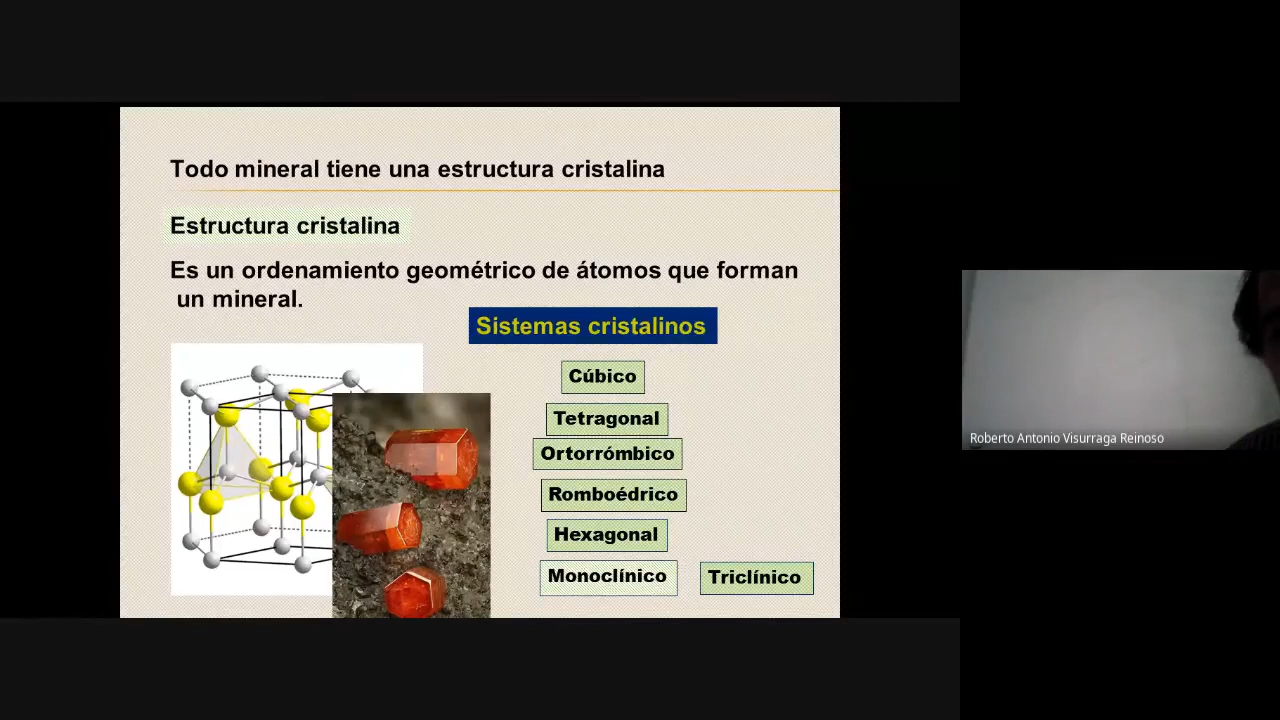 Todo mineral tiene una estructura cristalina
Estructura cristalina
Es un ordenamiento geométrico de átomos que forman
un mineral.
Sistemas cristalinos
Cúbico
Tetragonal
Ortorrómbico
Romboédrico
Hexagonal
Monoclínico
Triclínico
Roberto Antonio Visurraga Reinoso